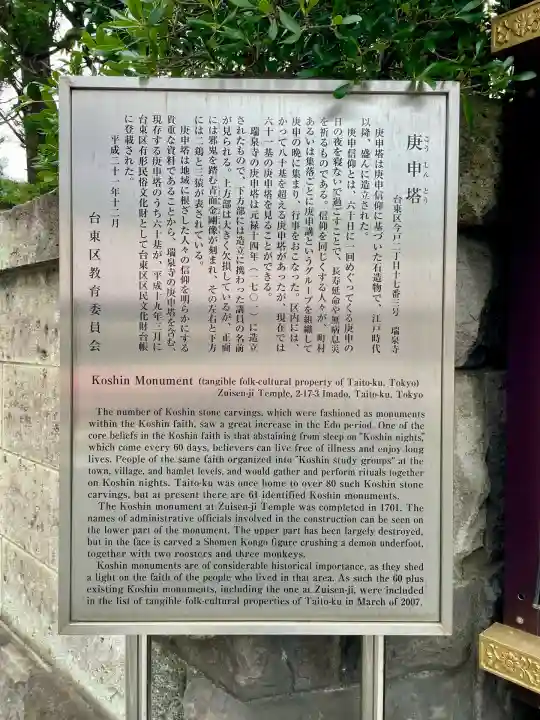 庚申塔
こう しん とう
台東区今戸二丁目十七番三号 瑞泉寺
庚申塔は庚申信仰に基づいた石造物で、江戸時代
以降、盛んに造立された。
庚申信仰とは、六十日に一回めぐってくる庚申の
日の夜を寝ないで過ごすことで、長寿延命や無病息災
を祈るものである。信仰を同じくする人々が、町村
あるいは集落ごとに庚申講というグループを組織して
庚申の晩に集まり、行事をおこなった。区内には、
かつて八十基を超える庚申塔があったが、現在では
六十一基の庚申塔を見ることができる。
瑞泉寺の庚申塔は元禄十四年（一七〇一）に造立
されたもので、下方部には造立に携わった講員の名前
が見られる。上方部は大きく欠損しているが、正面
には邪鬼を踏む青面金剛像が刻まれ、その左右と下方
には二鶏と三猿が表されている。
庚申塔は地域に根ざした人々の信仰を明らかにする
貴重な資料であることから、瑞泉寺の庚申塔を含む、
現存する庚申塔のうち六十基が、平成十九年三月に
台東区有形民俗文化財として台東区区民文化財台帳
に登載された。
平成二十一年十二月
台東区教育委員会
Koshin Monument (tangible folk-cultural property of Taito-ku, Tokyo)
Zuisen-ji Temple, 2-17-3 Imado, Taito-ku, Tokyo
The number of Koshin stone carvings, which were fashioned as monuments
within the Koshin faith, saw a great increase in the Edo period. One of the
core beliefs in the Koshin faith is that abstaining from sleep on "Koshin nights,"
which come every 60 days, believers can live free of illness and enjoy long
lives. People of the same faith organized into "Koshin study groups" at the
town, village, and hamlet levels, and would gather and perform rituals together
on Koshin nights. Taito-ku was once home to over 80 such Koshin stone
carvings, but at present there are 61 identified Koshin monuments.
The Koshin monument at Zuisen-ji Temple was completed in 1701. The
names of administrative officials involved in the construction can be seen on
the lower part of the monument. The upper part has been largely destroyed,
but in the face is carved a Shomen Kongo figure crushing a demon underfoot,
together with two roosters and three monkeys.
Koshin monuments are of considerable historical importance, as they shed
a light on the faith of the people who lived in that area. As such the 60 plus
existing Koshin monuments, including the one at Zuisen-ji, were included
in the list of tangible folk-cultural properties of Taito-ku in March of 2007.